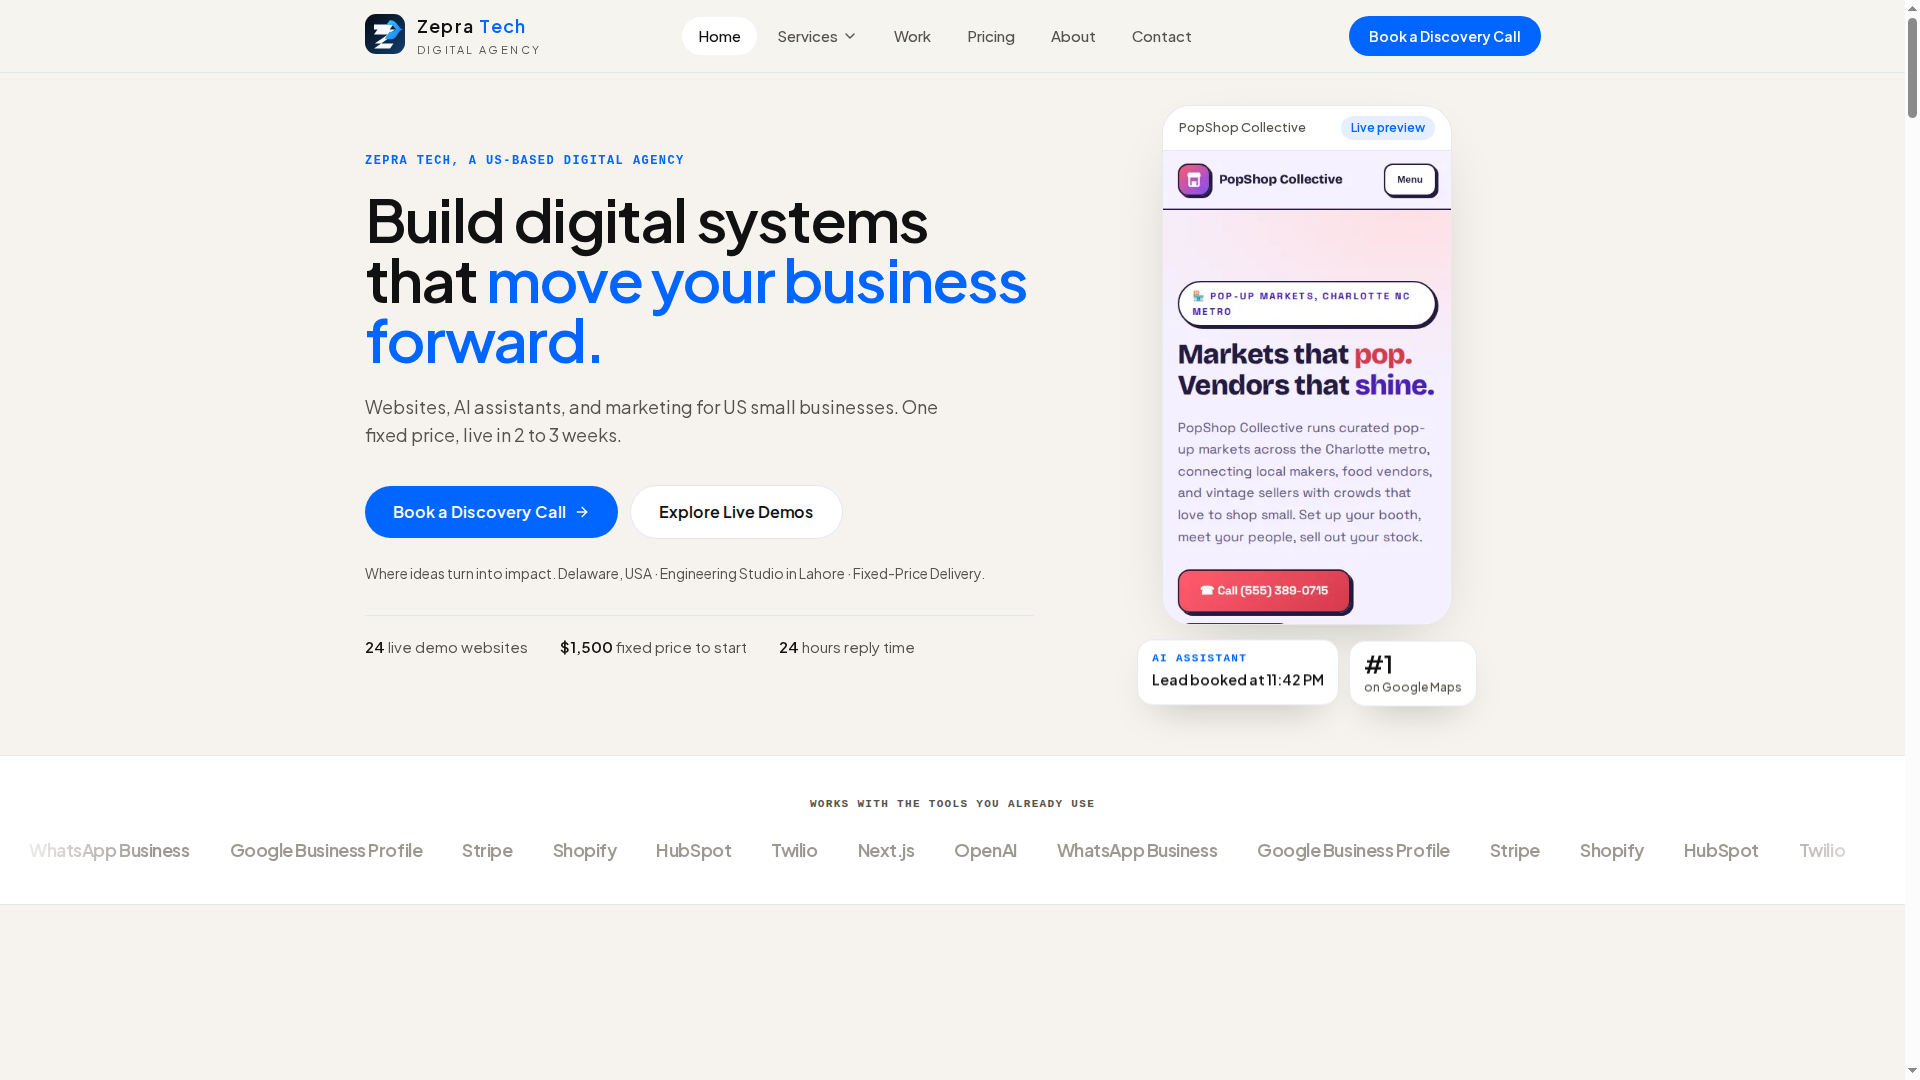 Zepra Tech
DIGITAL AGENCY
Home
Services
Work
Pricing
About
Contact
Book a Discovery Call
ZEPRA TECH, A US-BASED DIGITAL AGENCY
Build digital systems
that move your business
forward.
Websites, AI assistants, and marketing for US small businesses. One
fixed price, live in 2 to 3 weeks.
Book a Discovery Call
Explore Live Demos
Where ideas turn into impact. Delaware, USA · Engineering Studio in Lahore · Fixed-Price Delivery.
24 live demo websites
$1,500 fixed price to start
24 hours reply time
PopShop Collective
Live preview
PopShop Collective
Menu
POP-UP MARKETS, CHARLOTTE NC
METRO
Markets that pop.
Vendors that shine.
PopShop Collective runs curated pop-
up markets across the Charlotte metro,
connecting local makers, food vendors,
and vintage sellers with crowds that
love to shop small. Set up your booth,
meet your people, sell out your stock.
☎ Call (555) 389-0715
AI ASSISTANT
Lead booked at 11:42 PM
#1
on Google Maps
WORKS WITH THE TOOLS YOU ALREADY USE
WhatsApp Business
Google Business Profile
Stripe
Shopify
HubSpot
Twilio
Next.js
OpenAI
WhatsApp Business
Google Business Profile
Stripe
Shopify
HubSpot
Twilio